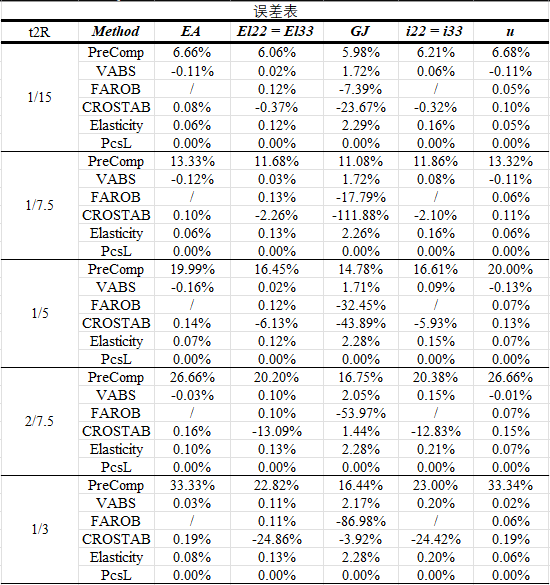 误差表
t2R Method EA EI22 = EI33 GJ i22 = i33 u
PreComp 6.66% 6.06% 5.98% 6.21% 6.68%
VABS -0.11% 0.02% 1.72% 0.06% -0.11%
FAROB / 0.12% -7.39% / 0.05%
1/15
CROSTAB 0.08% -0.37% -23.67% -0.32% 0.10%
Elasticity 0.06% 0.12% 2.29% 0.16% 0.05%
PcsL 0.00% 0.00% 0.00% 0.00% 0.00%
PreComp 13.33% 11.68% 11.08% 11.86% 13.32%
VABS -0.12% 0.03% 1.72% 0.08% -0.11%
FAROB / 0.13% -17.79% / 0.06%
1/7.5
CROSTAB 0.10% -2.26% -111.88% -2.10% 0.11%
Elasticity 0.06% 0.13% 2.26% 0.16% 0.06%
PcsL 0.00% 0.00% 0.00% 0.00% 0.00%
PreComp 19.99% 16.45% 14.78% 16.61% 20.00%
VABS -0.16% 0.02% 1.71% 0.09% -0.13%
FAROB / 0.12% -32.45% / 0.07%
1/5
CROSTAB 0.14% -6.13% -43.89% -5.93% 0.13%
Elasticity 0.07% 0.12% 2.28% 0.15% 0.07%
PcsL 0.00% 0.00% 0.00% 0.00% 0.00%
PreComp 26.66% 20.20% 16.75% 20.38% 26.66%
VABS -0.03% 0.10% 2.05% 0.15% -0.01%
FAROB / 0.10% -53.97% / 0.07%
2/7.5
CROSTAB 0.16% -13.09% 1.44% -12.83% 0.15%
Elasticity 0.10% 0.13% 2.28% 0.21% 0.07%
PcsL 0.00% 0.00% 0.00% 0.00% 0.00%
PreComp 33.33% 22.82% 16.44% 23.00% 33.34%
VABS 0.03% 0.11% 2.17% 0.20% 0.02%
FAROB / 0.11% -86.98% / 0.06%
1/3
CROSTAB 0.19% -24.86% -3.92% -24.42% 0.19%
Elasticity 0.08% 0.13% 2.28% 0.20% 0.06%
PcsL 0.00% 0.00% 0.00% 0.00% 0.00%